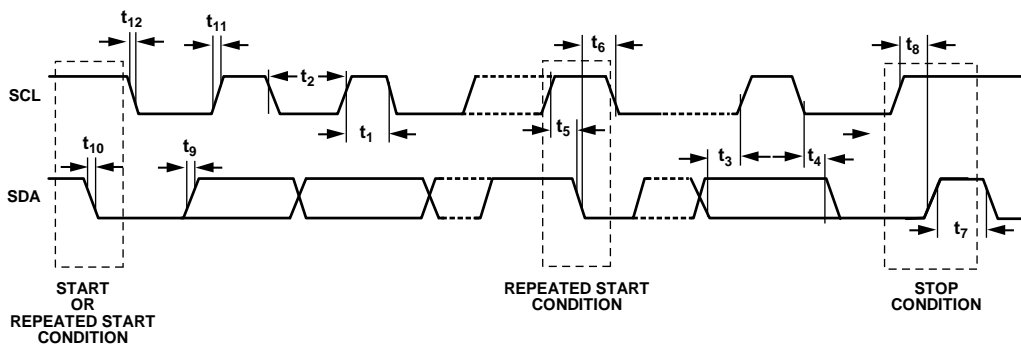 t12
t11
t6
t8
t2
SCL
t1
t5
t3
t4
t10
t9
SDA
t7
START
OR
REPEATED START
CONDITION
REPEATED START
CONDITION
STOP
CONDITION